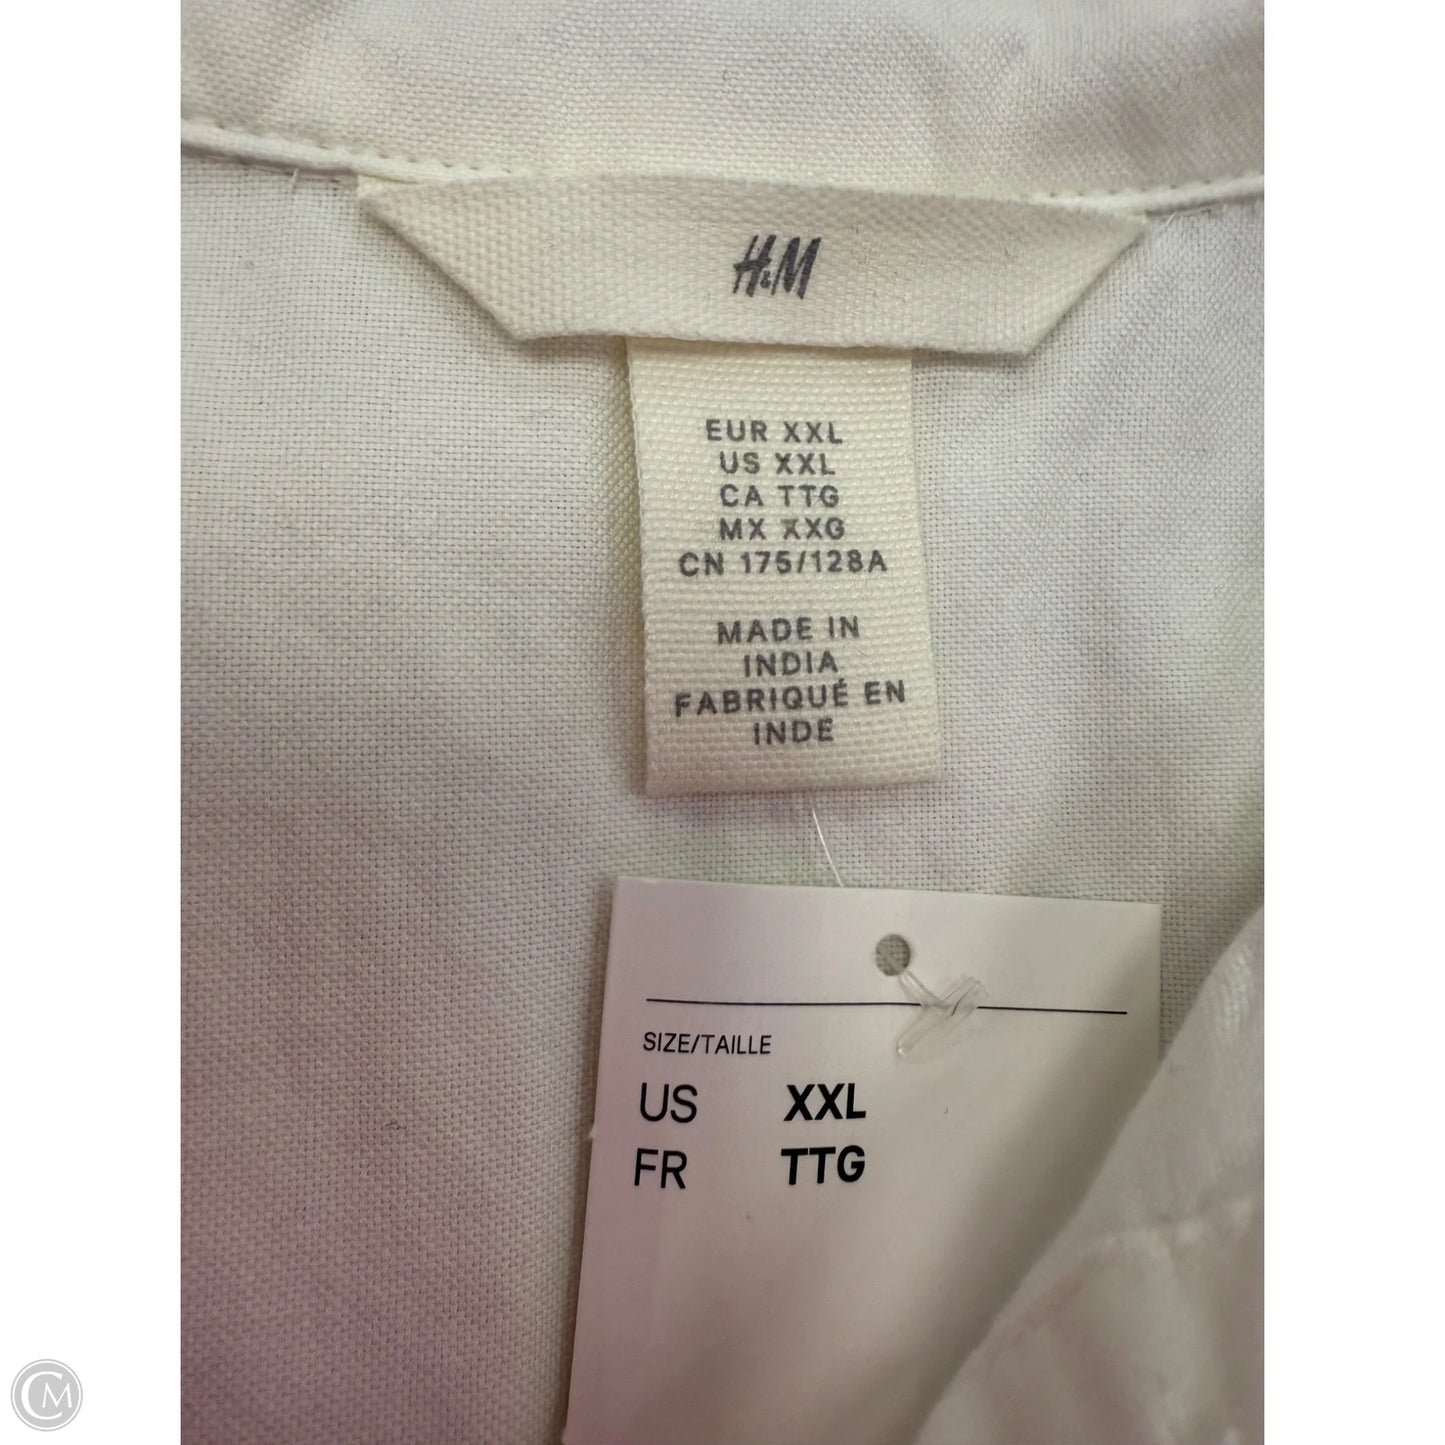 H&M
EUR XXL
US XXL
CA TTG
MX XXG
CN 175/128A
MADE IN
INDIA
FABRIQUÉ EN
INDE
SIZE/TAILLE
US XXL
FR TTG
CM